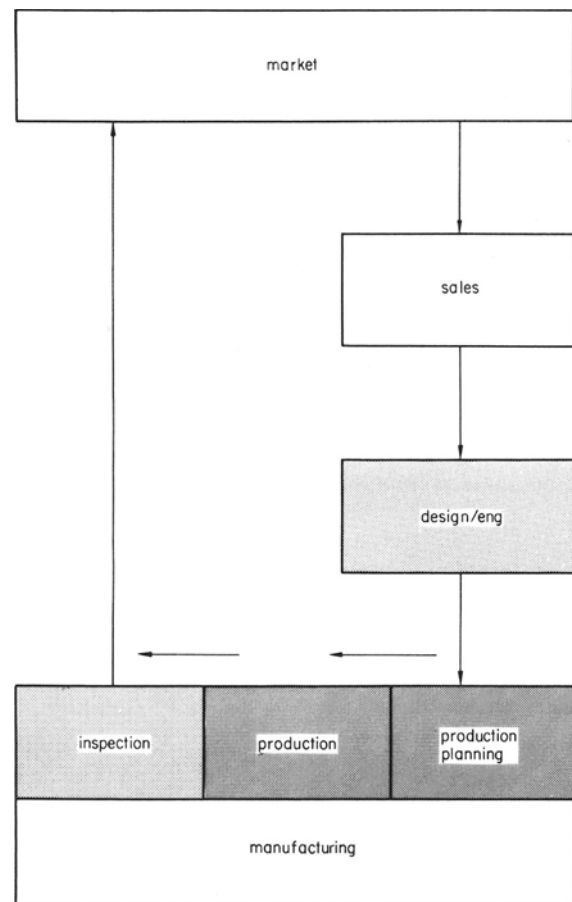 market
sales
design/eng
inspection
production
production
planning
manufacturing